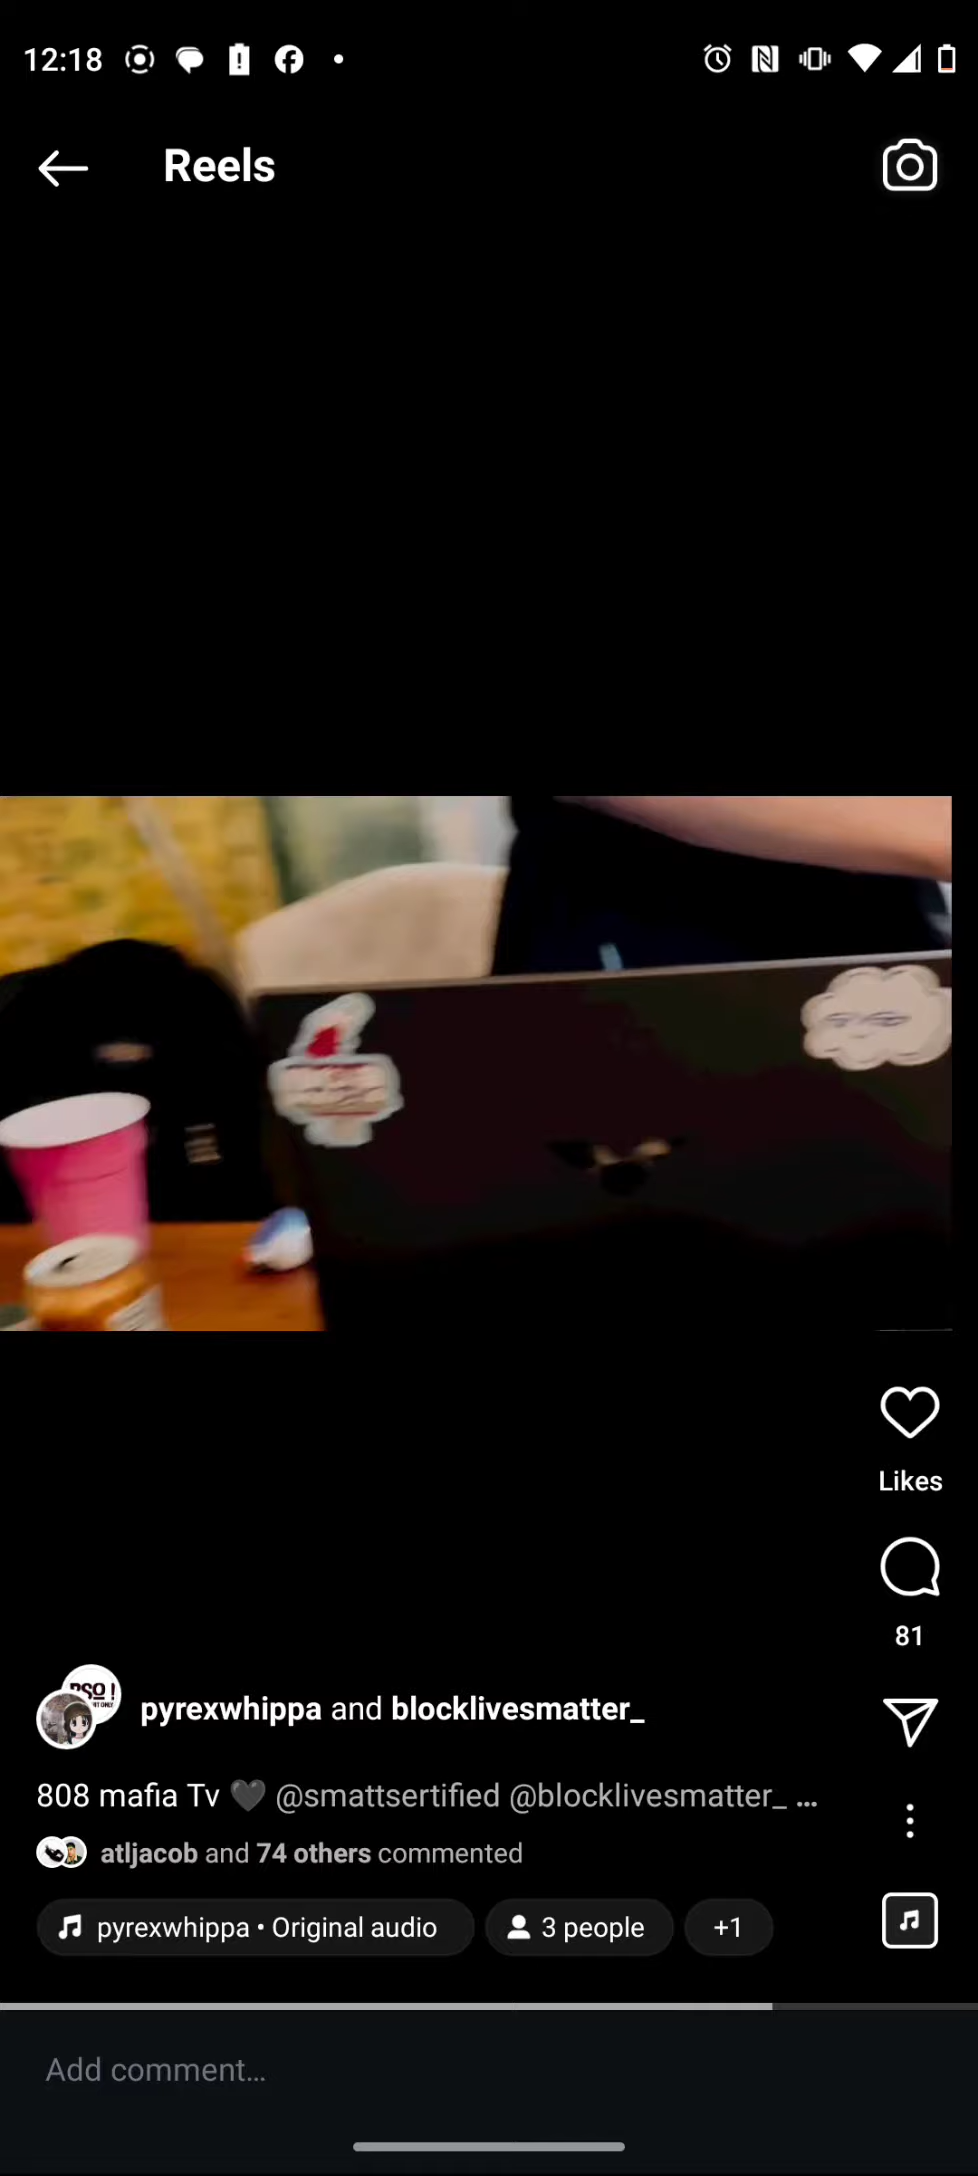 12:18
Reels
Likes
81
pyrexwhippa and blocklivesmatter_
808 mafia Tv 🖤 @smattsertified @blocklivesmatter_ ...
atljacob and 74 others commented
pyrexwhippa • Original audio
3 people
+1
Add comment...